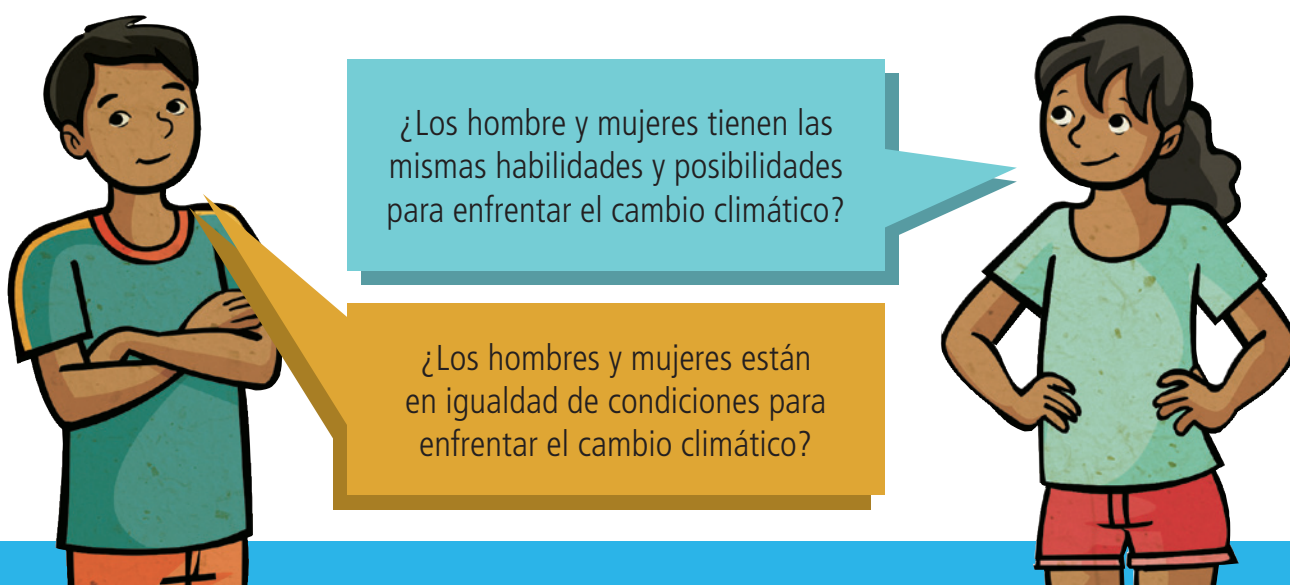 ¿Los hombre y mujeres tienen las
mismas habilidades y posibilidades
para enfrentar el cambio climático?
¿Los hombres y mujeres están
en igualdad de condiciones para
enfrentar el cambio climático?